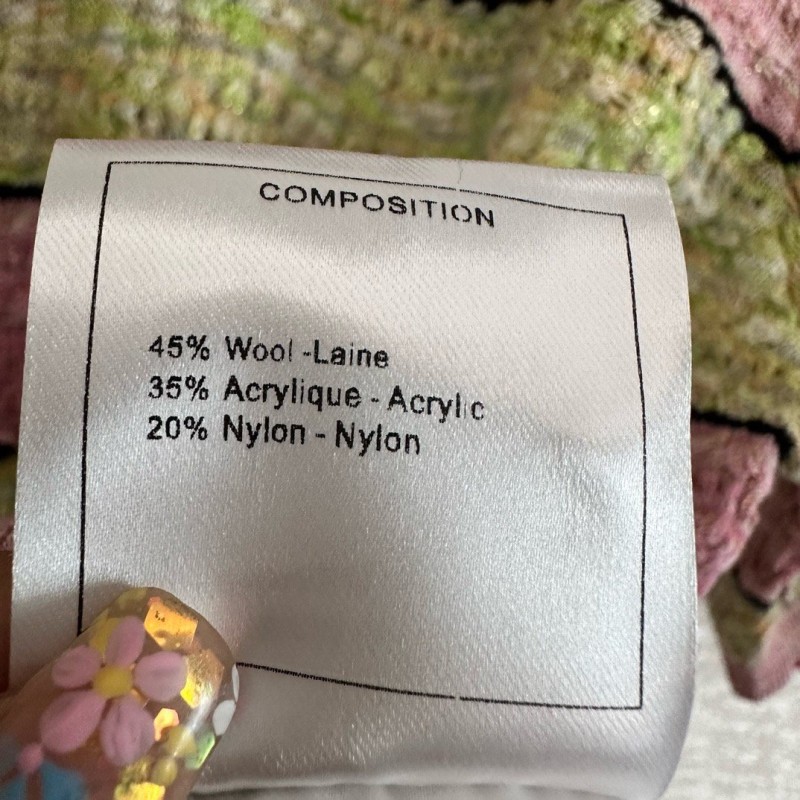 COMPOSITION
45% Wool -Laine
35% Acrylique - Acrylic
20% Nylon - Nylon